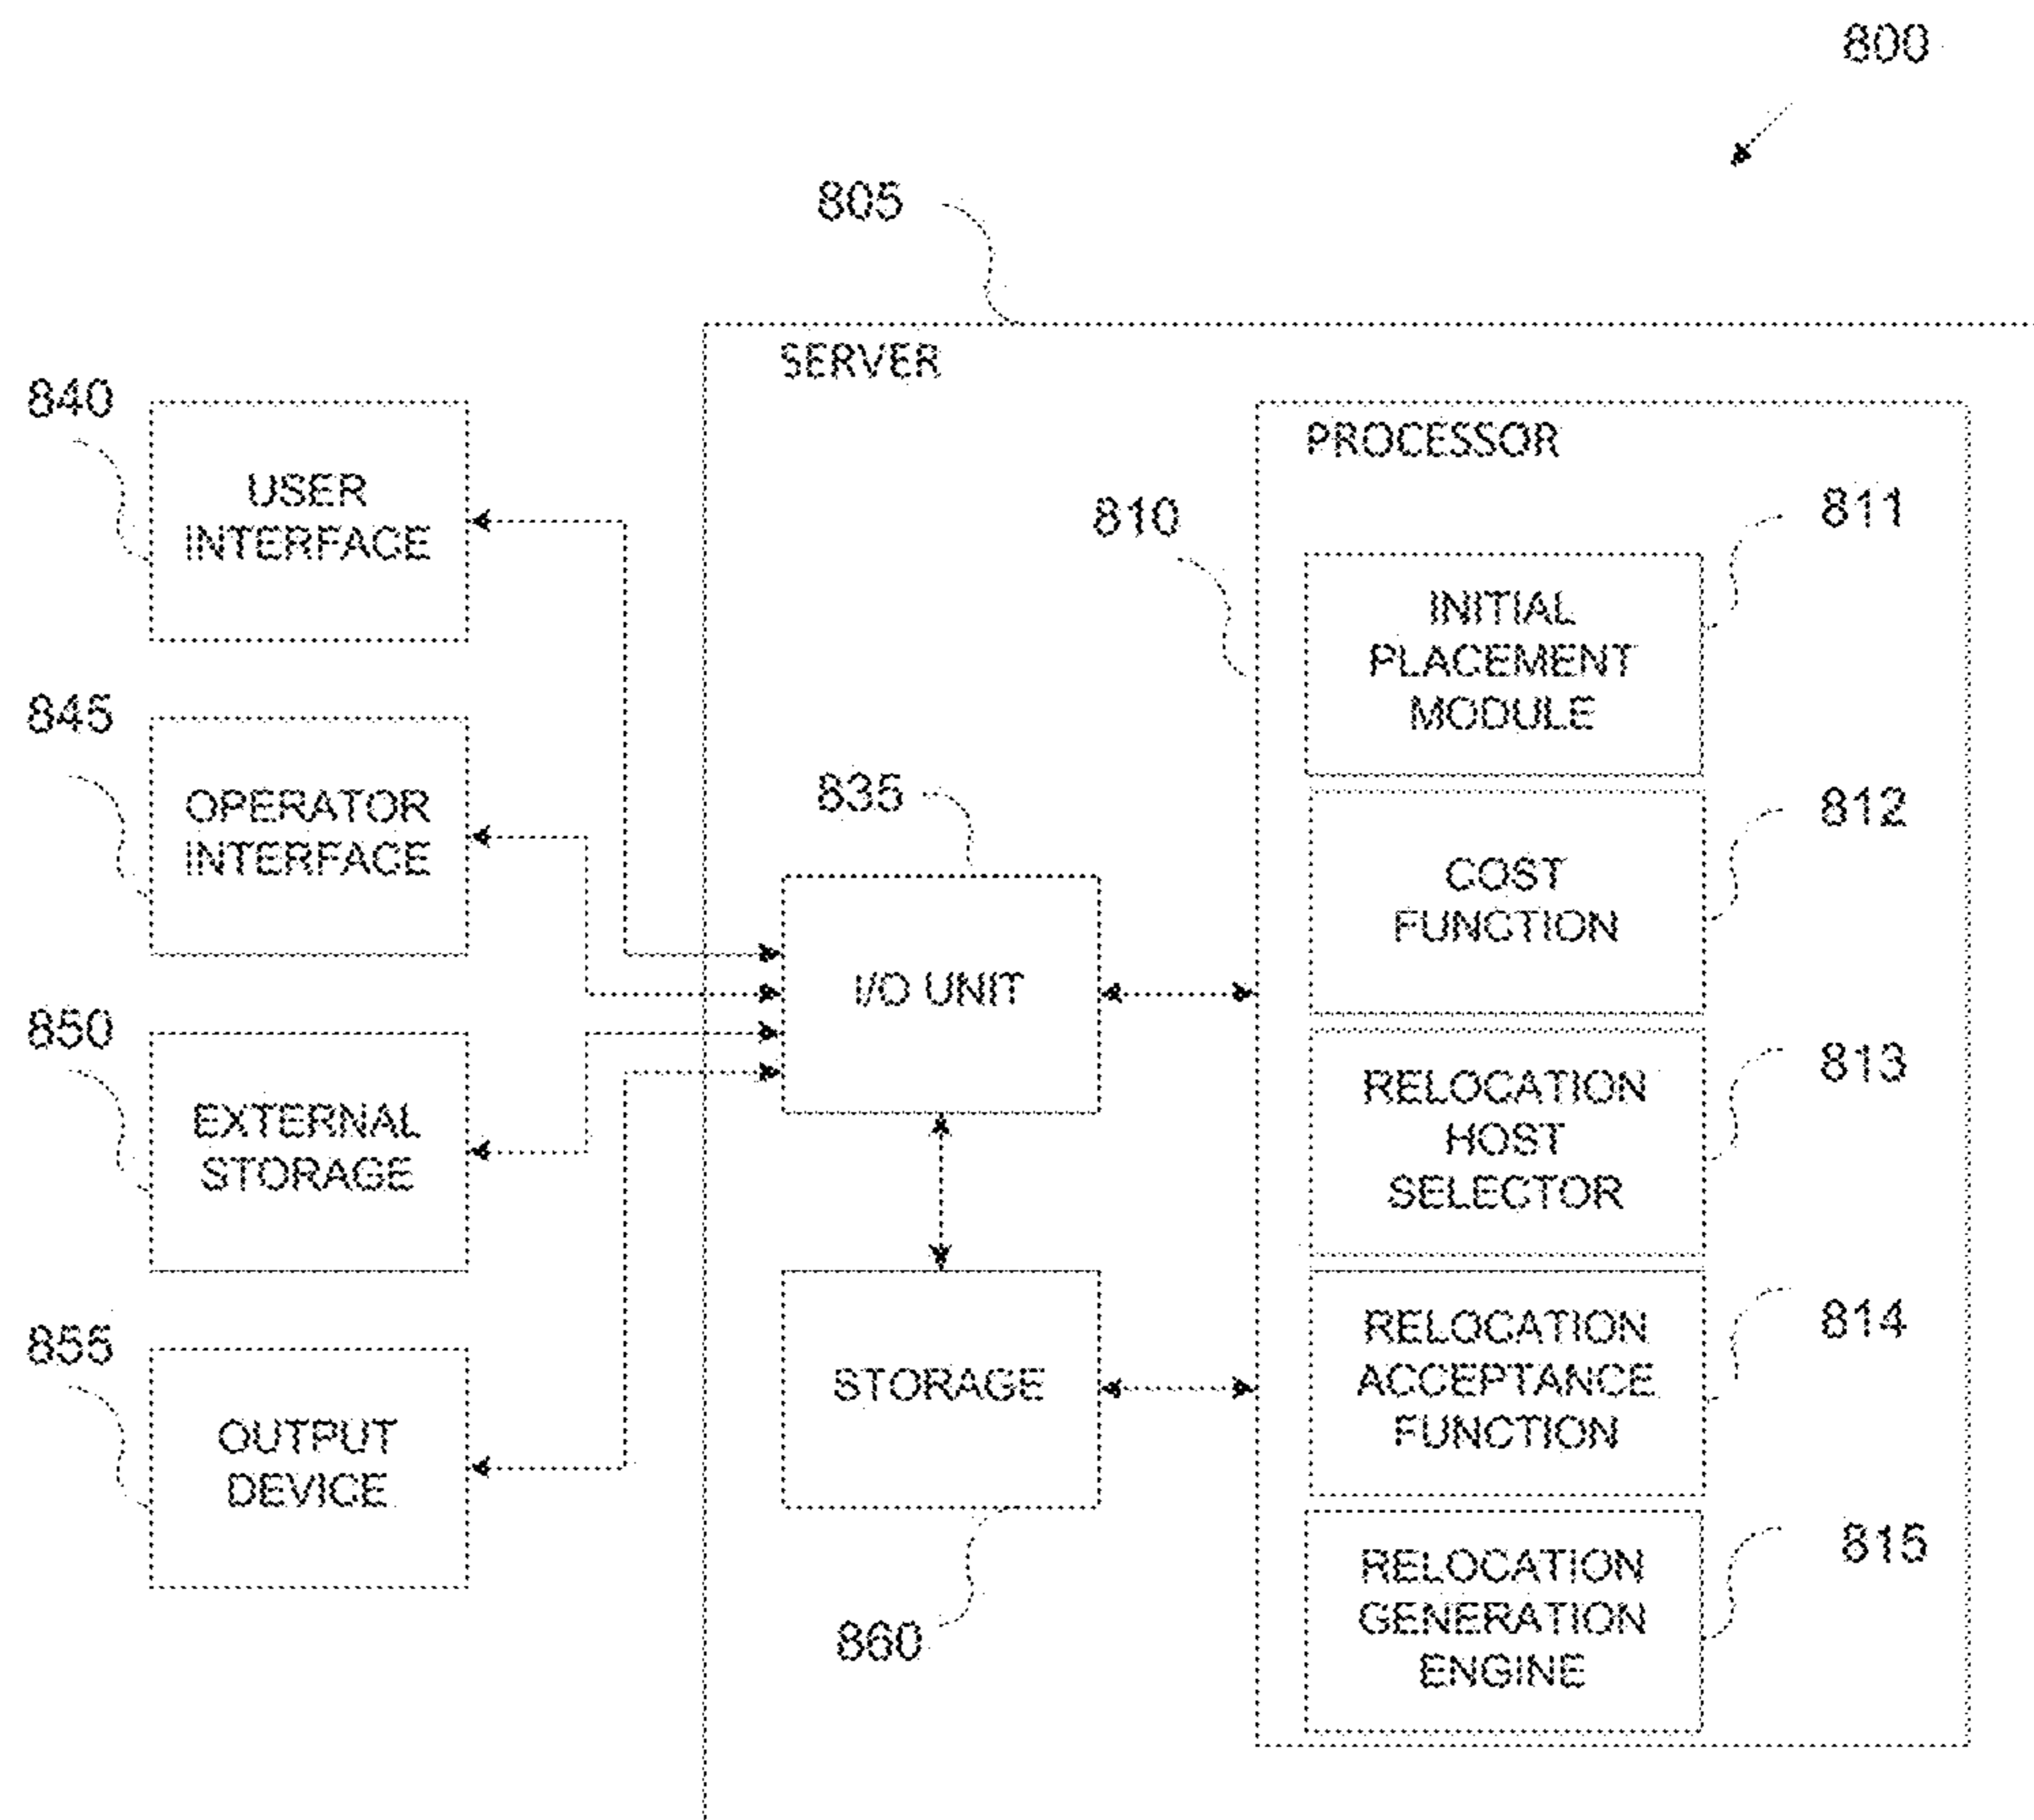 800
805
SERVER
840
USER
INTERFACE
PROCESSOR
810
811
INITIAL
PLACEMENT
MODULE
845
OPERATOR
INTERFACE
835
812
COST
FUNCTION
I/O UNIT
850
EXTERNAL
STORAGE
813
RELOCATION
HOST
SELECTOR
855
OUTPUT
DEVICE
STORAGE
860
814
RELOCATION
ACCEPTANCE
FUNCTION
815
RELOCATION
GENERATION
ENGINE